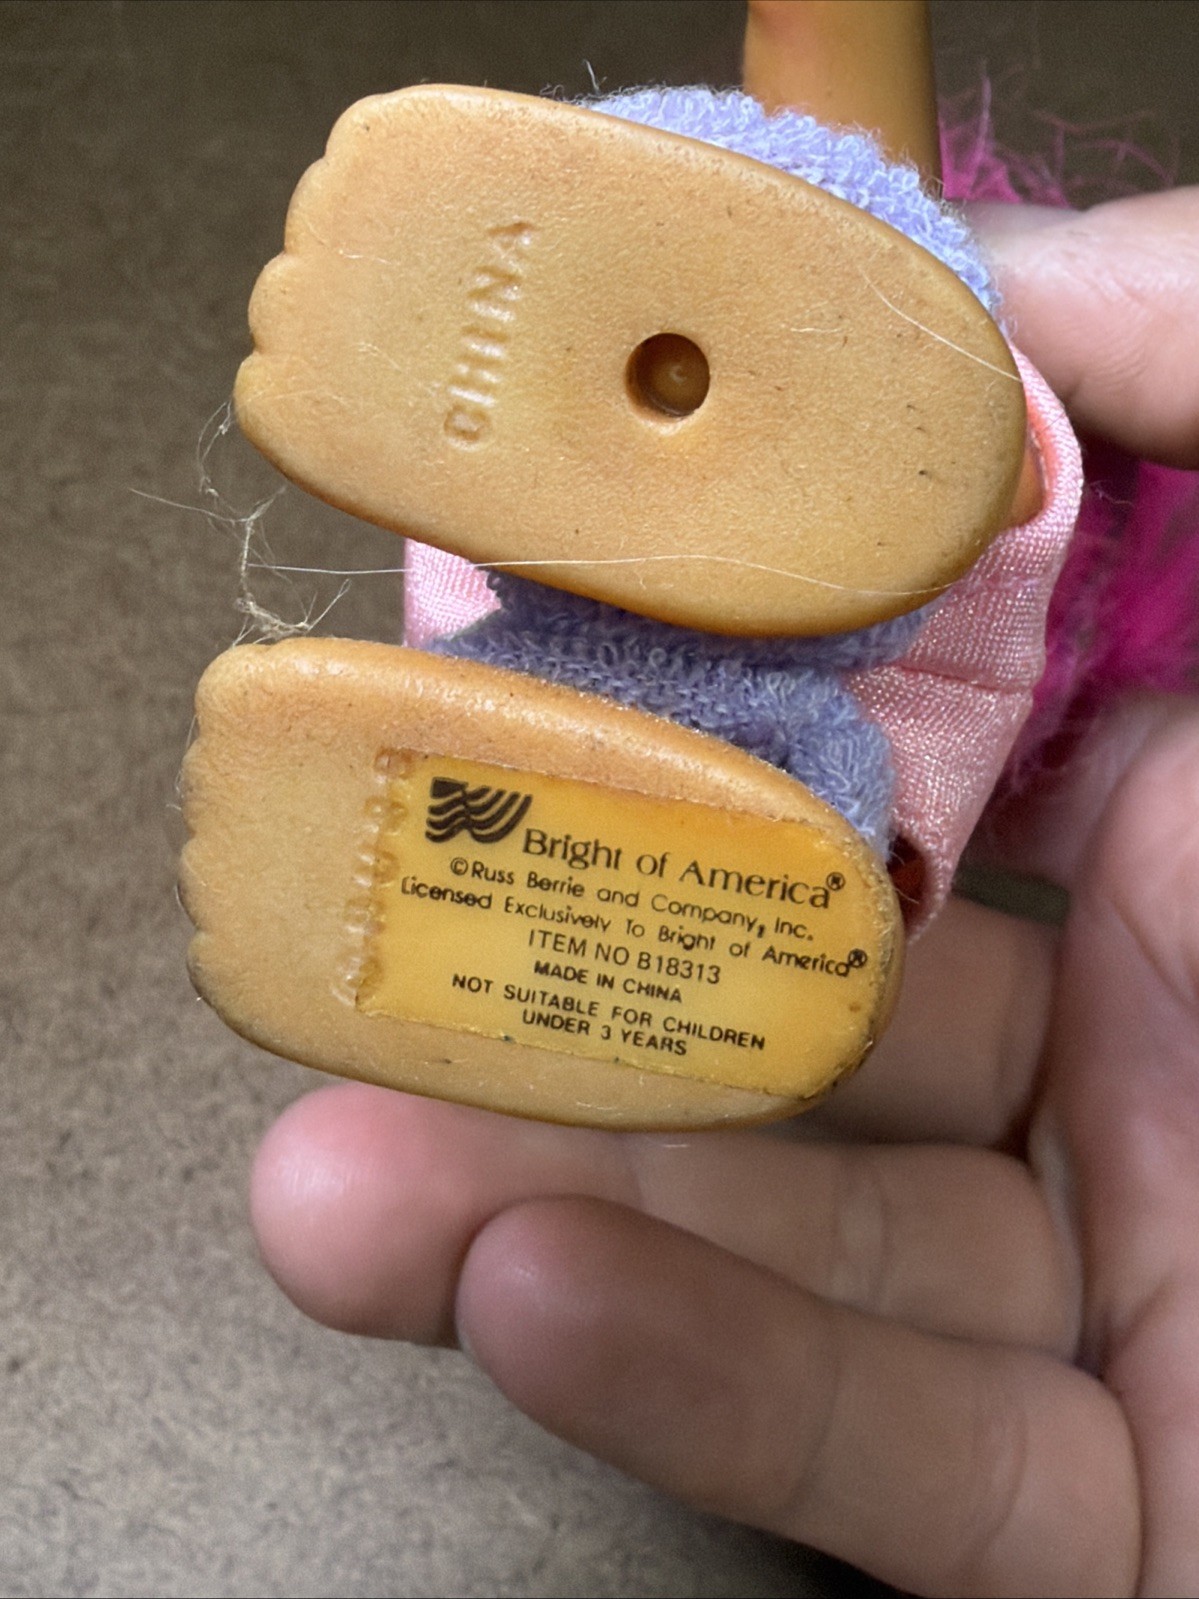 CHINA
Bright of America®
©Russ Berrie and Company, Inc.
Licensed Exclusively To Bright of America®
ITEM NO B18313
MADE IN CHINA
NOT SUITABLE FOR CHILDREN
UNDER 3 YEARS